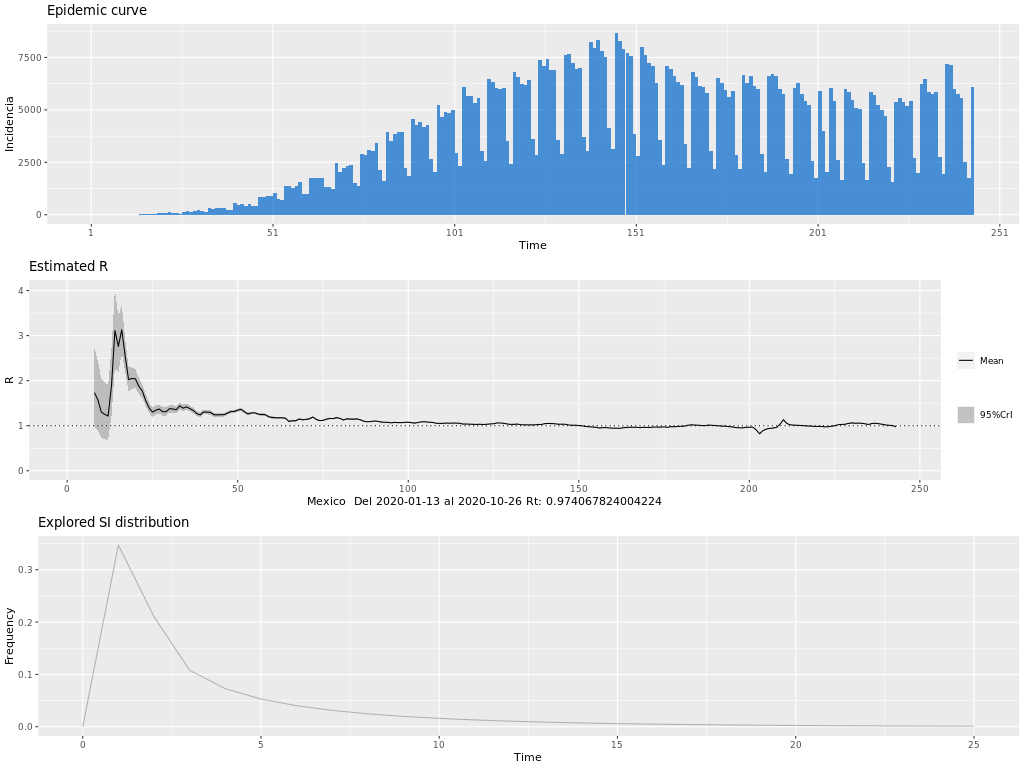 Epidemic curve
7500
5000
2500
0
Incidencia
1 51 101 151 201 251
Time
Estimated R
4
3
2
1
0
R
Mean
95%CrI
0 50 100 150 200 250
Mexico Del 2020-01-13 al 2020-10-26 Rt: 0.974067824004224
Explored SI distribution
0.3
0.2
0.1
0.0
Frequency
0 5 10 15 20 25
Time